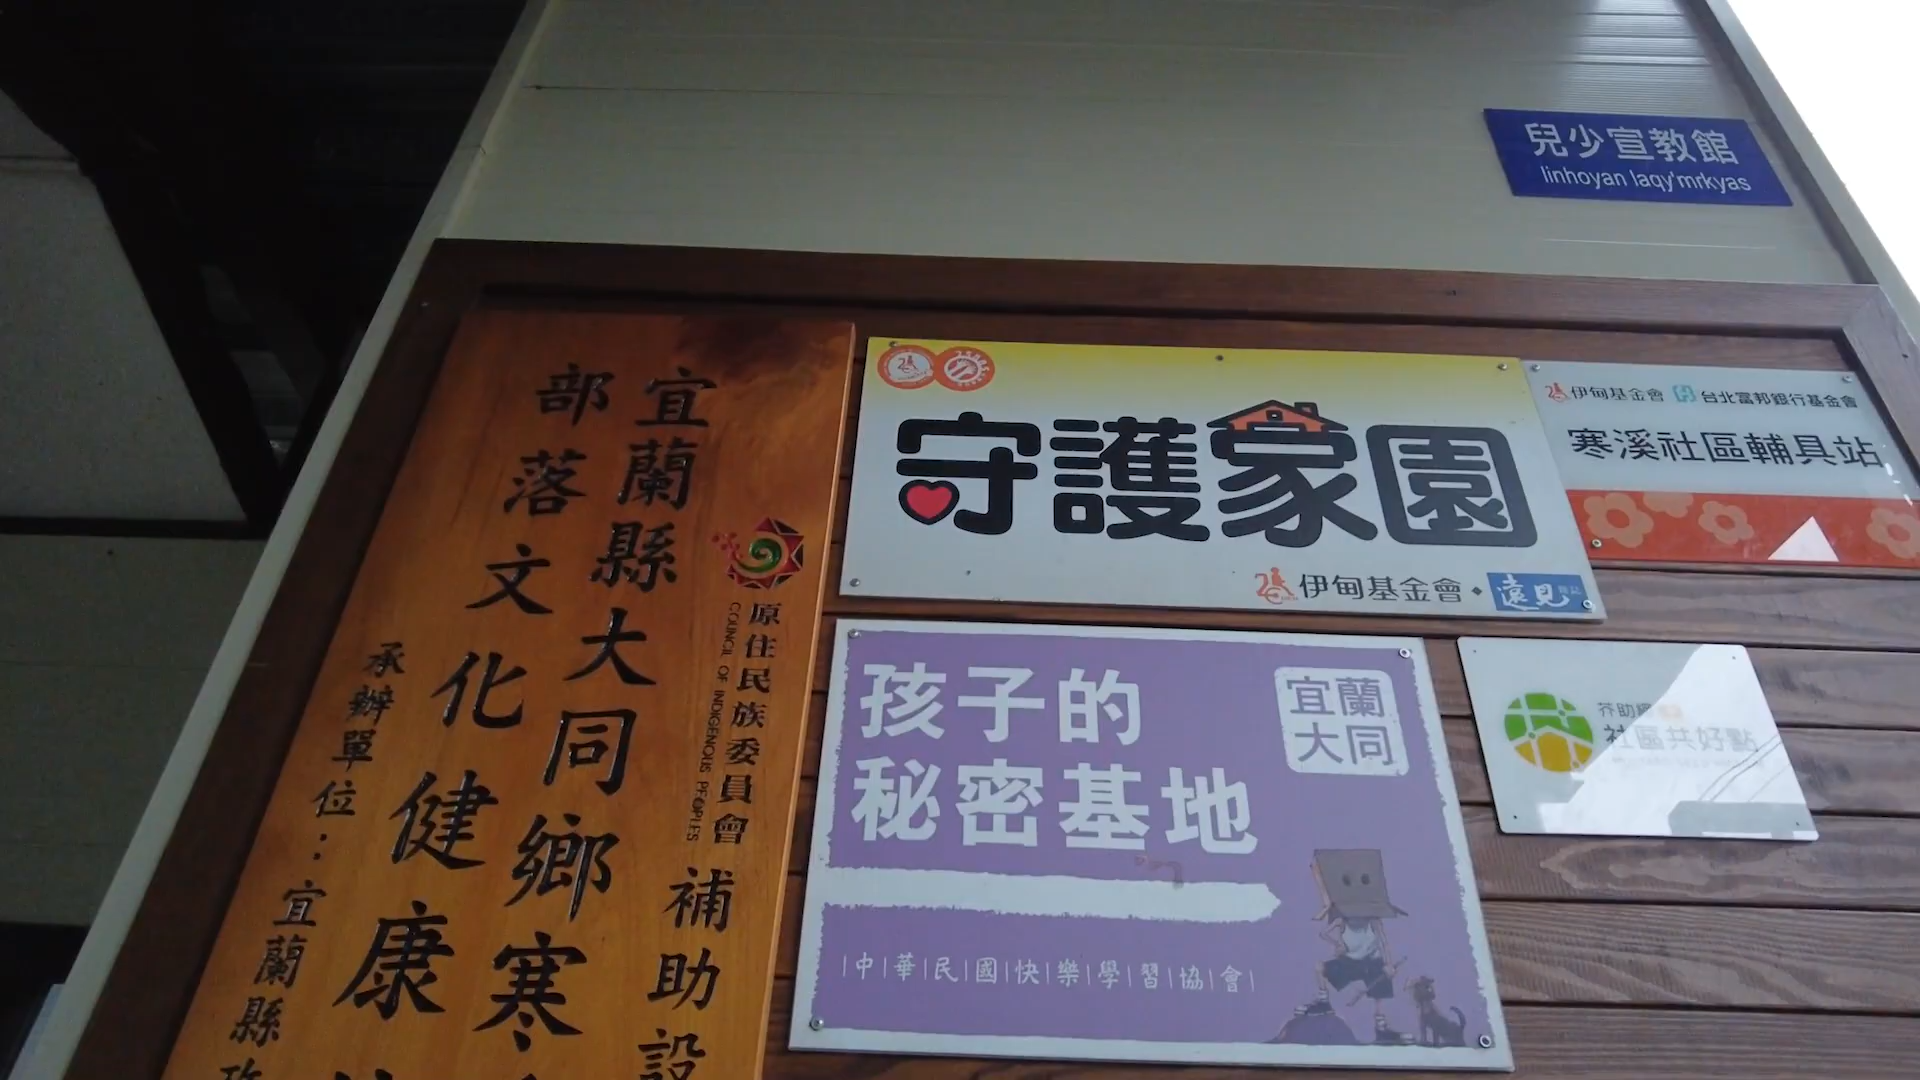 兒少宣教館
linhoyan laqy'mrkyas
原住民族委員會
COUNCIL OF INDIGENOUS PEOPLES
補助設
宜蘭縣大同鄉寒
部落文化健康
承辦單位：宜蘭縣
守護家園
伊甸基金會・遠見雜誌
伊甸基金會 台北富邦銀行基金會
寒溪社區輔具站
孩子的
秘密基地
宜蘭
大同
中華民國快樂學習協會
芥助網
社區共好點